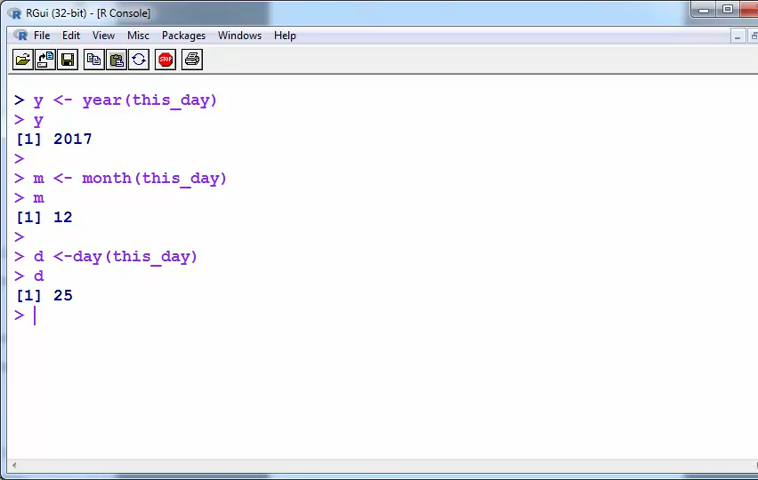 RGui (32-bit) - [R Console]
File Edit View Misc Packages Windows Help
STOP
> y <- year(this_day)
> y
[1] 2017
>
> m <- month(this_day)
> m
[1] 12
>
> d <-day(this_day)
> d
[1] 25
>